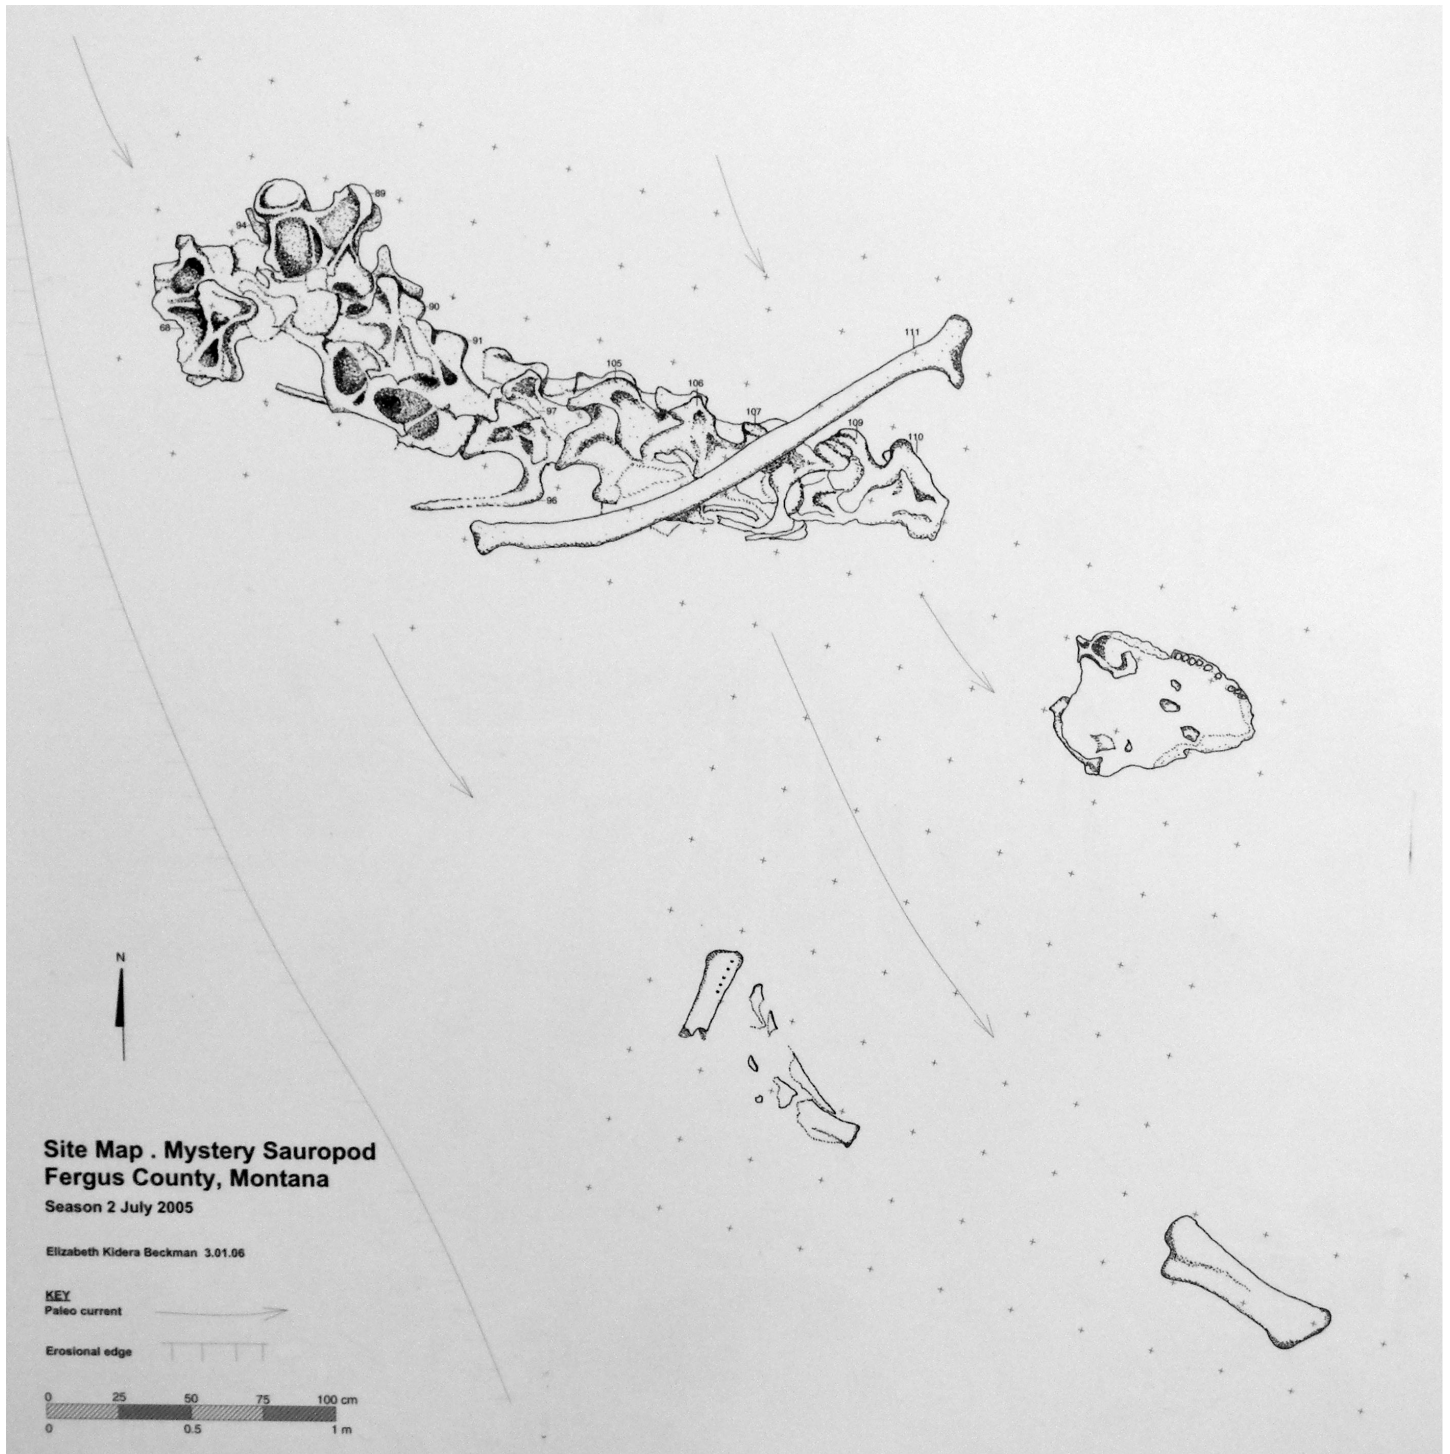 89
94
90
68
91
111
105
106
97
107
109
110
96
N
Site Map . Mystery Sauropod
Fergus County, Montana
Season 2 July 2005
Elizabeth Kidera Beckman 3.01.06
KEY
Paleo current
Erosional edge
0 25 50 75 100 cm
0 0.5 1 m